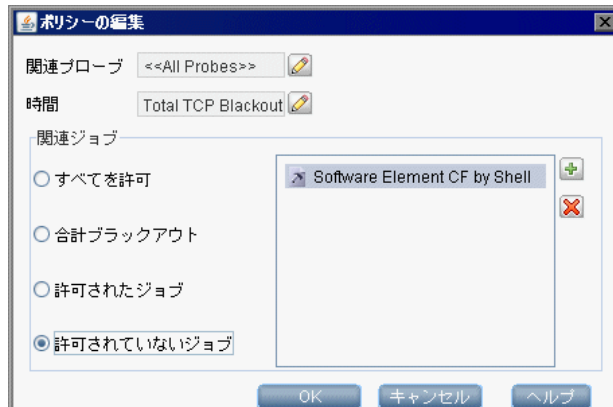 ポリシーの編集
関連プローブ <<All Probes>>
時間 Total TCP Blackout
関連ジョブ
すべてを許可
Software Element CF by Shell
合計ブラックアウト
許可されたジョブ
許可されていないジョブ
OK キャンセル ヘルプ